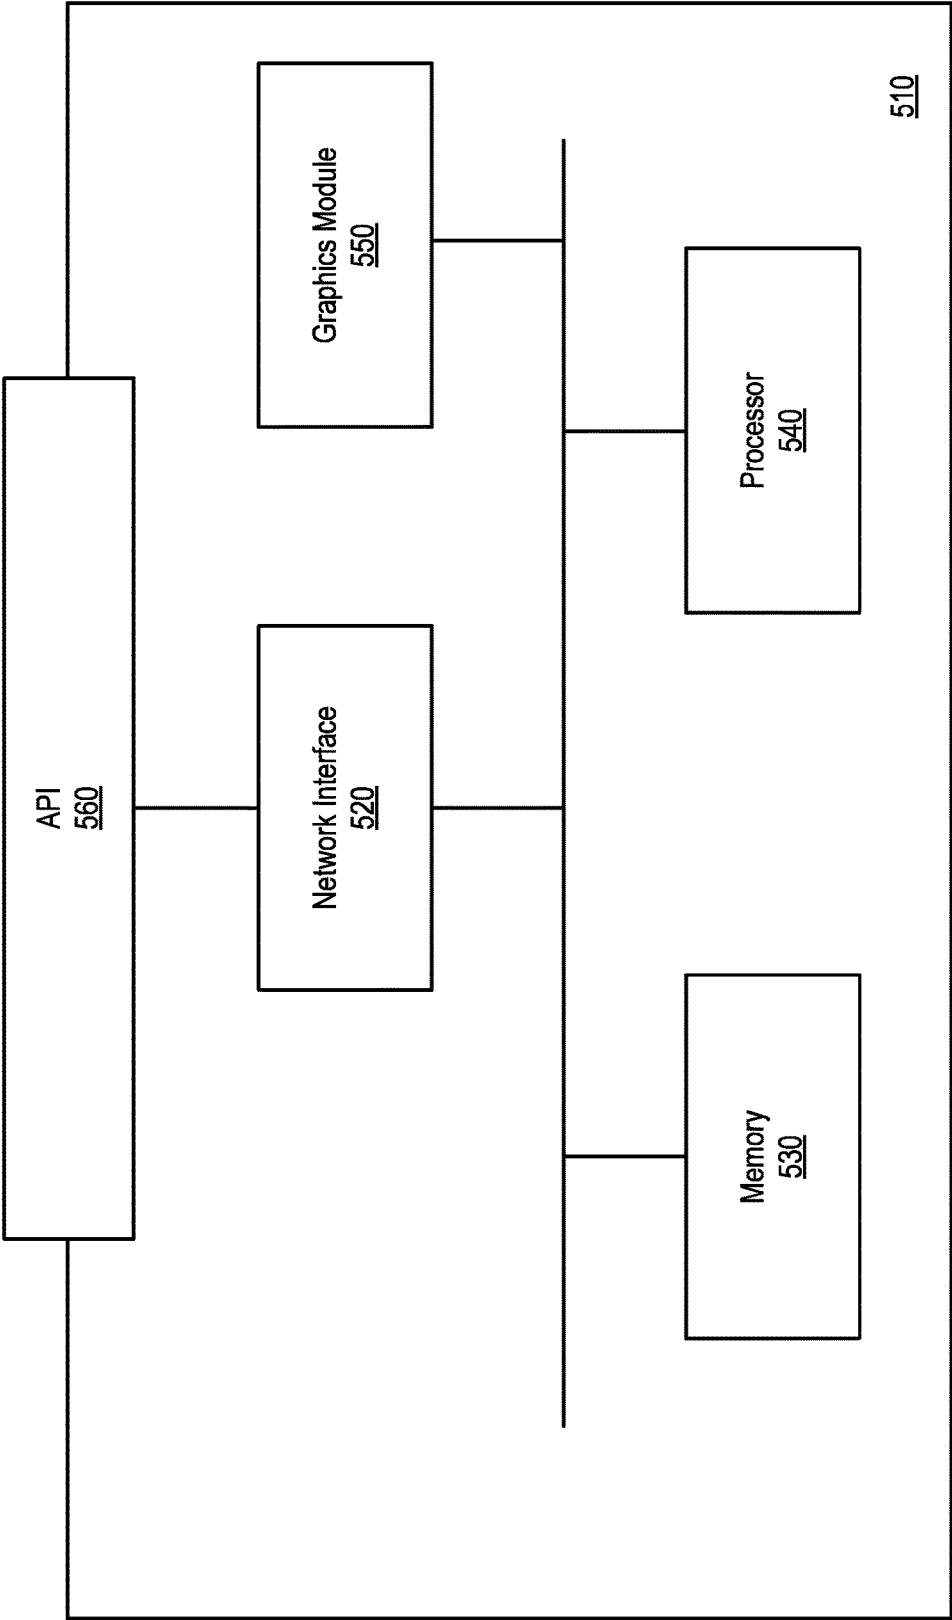 API
560
Network Interface
520
Graphics Module
550
Memory
530
Processor
540
510